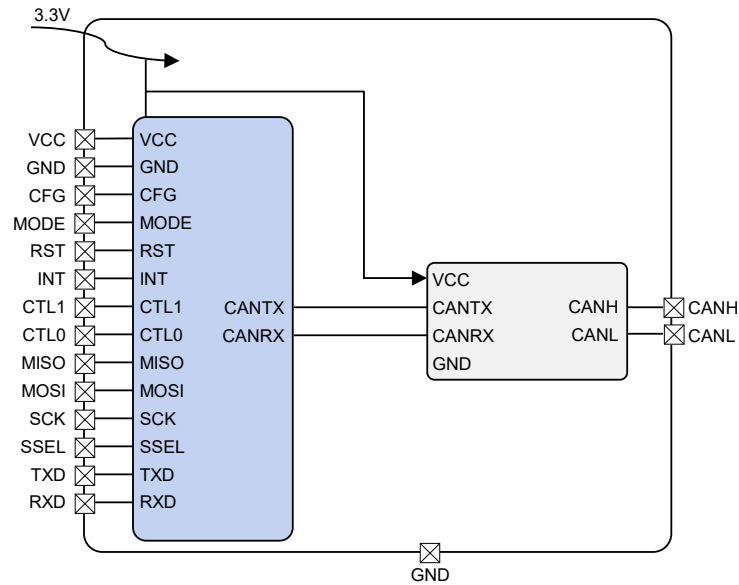 3.3V
VCC VCC
GND GND
CFG CFG
MODE MODE
RST RST
INT INT
CTL1 CTL1 CANTX
CTL0 CTL0 CANRX
MISO MISO
MOSI MOSI
SCK SCK
SSEL SSEL
TXD TXD
RXD RXD
VCC
CANTX CANH CANH
CANRX CANL CANL
GND
GND